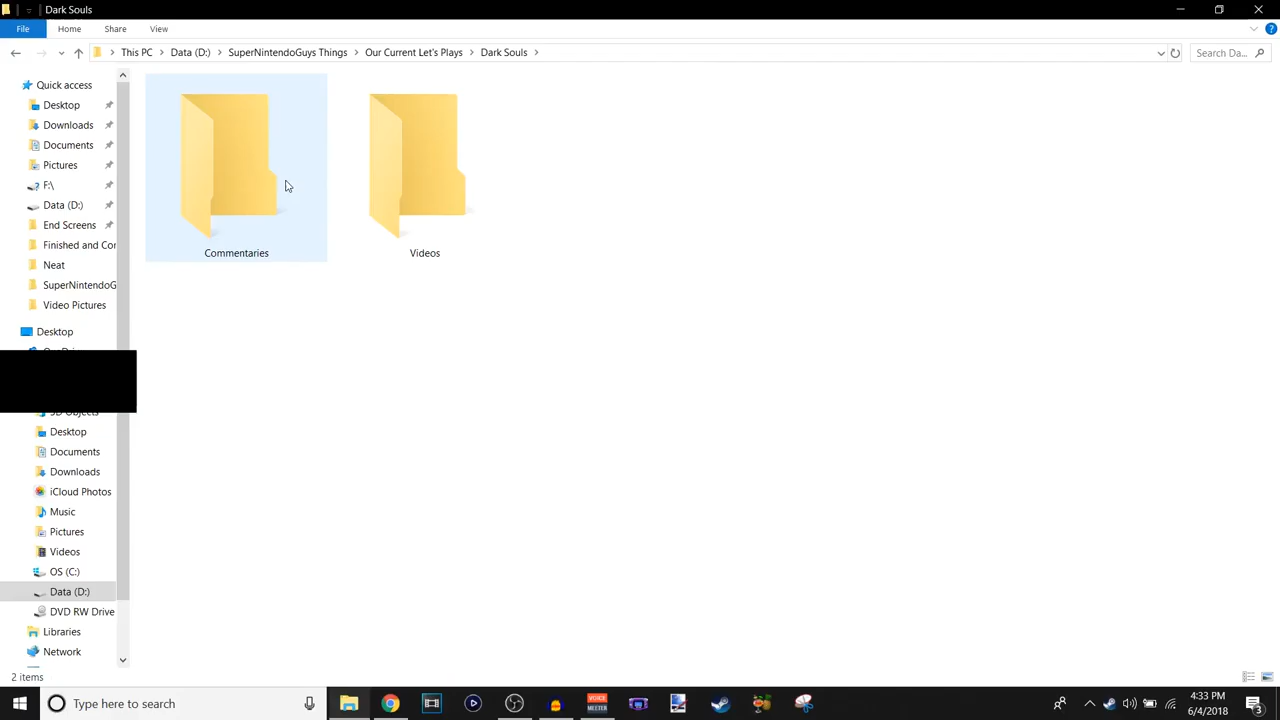 Dark Souls
File Home Share View
This PC Data (D:) SuperNintendoGuys Things Our Current Let's Plays Dark Souls
Search Da...
Quick access
Desktop
Downloads
Documents
Pictures
F:\
Data (D:)
End Screens
Finished and Cor
Neat
SuperNintendoG
Video Pictures
Desktop
3D Objects
Desktop
Documents
Downloads
iCloud Photos
Music
Pictures
Videos
OS (C:)
Data (D:)
DVD RW Drive
Libraries
Network
Commentaries
Videos
2 items
Type here to search
VOICE
MEETER
4:33 PM
6/4/2018
3